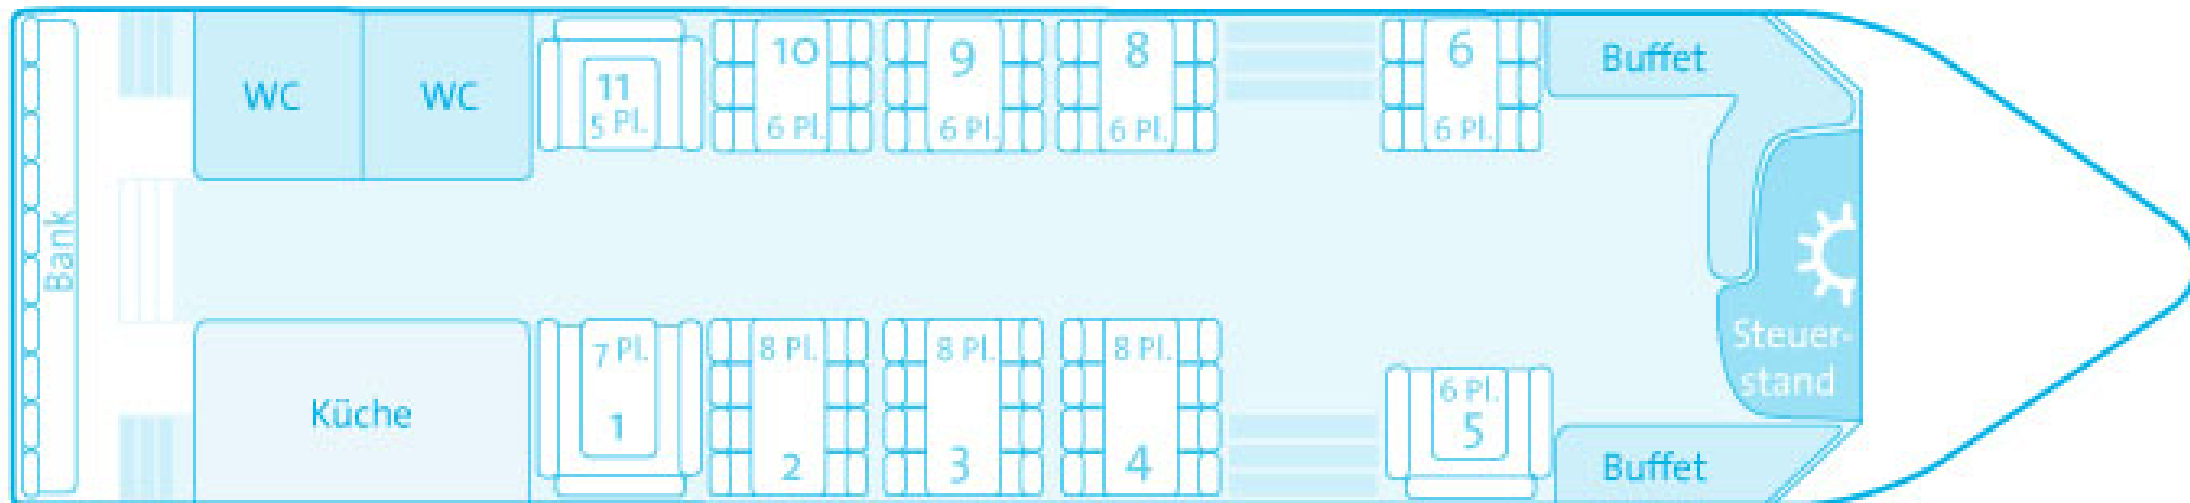 Bank
WC
WC
11
5 Pl.
10
6 Pl.
9
6 Pl.
8
6 Pl.
6
6 Pl.
Buffet
Steuer-
stand
Küche
7 Pl.
1
8 Pl.
2
8 Pl.
3
8 Pl.
4
6 Pl.
5
Buffet